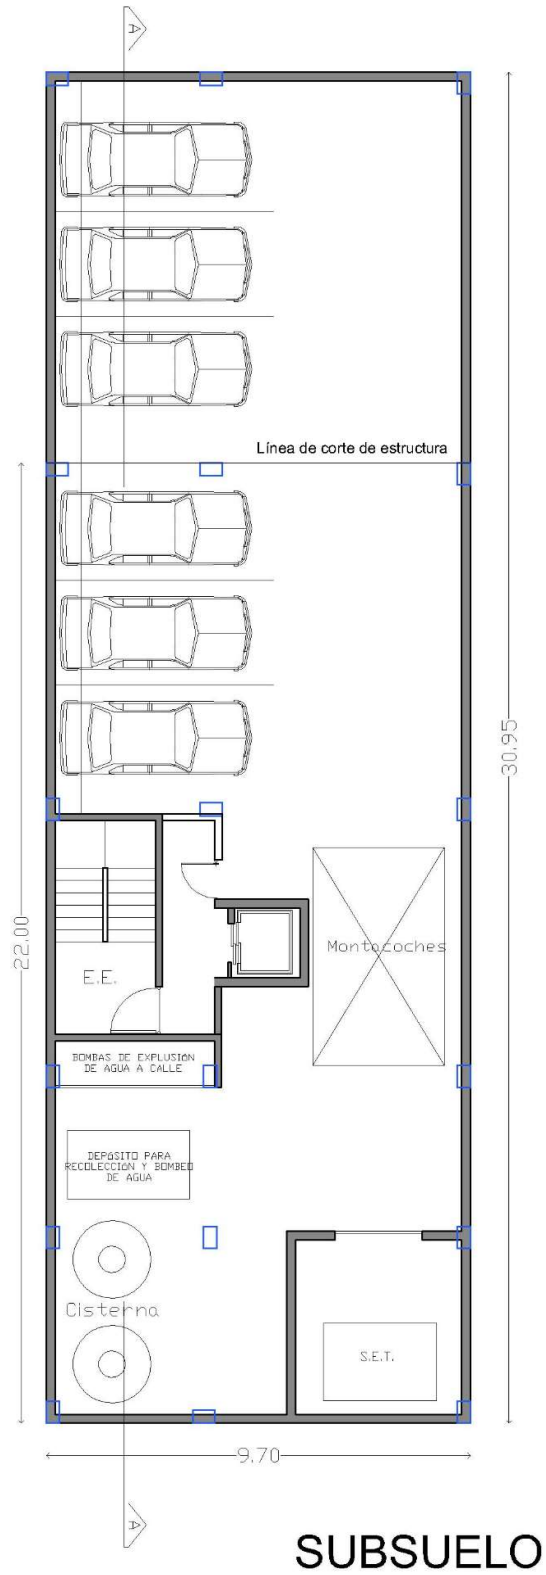 A
Línea de corte de estructura
30.95
22.00
Montacoches
E.E.
BOMBAS DE EXPLUSIÓN
DE AGUA A CALLE
DEPÓSITO PARA
RECOLECCIÓN Y BOMBEO
DE AGUA
Cisterna
S.E.T.
9.70
A
SUBSUELO